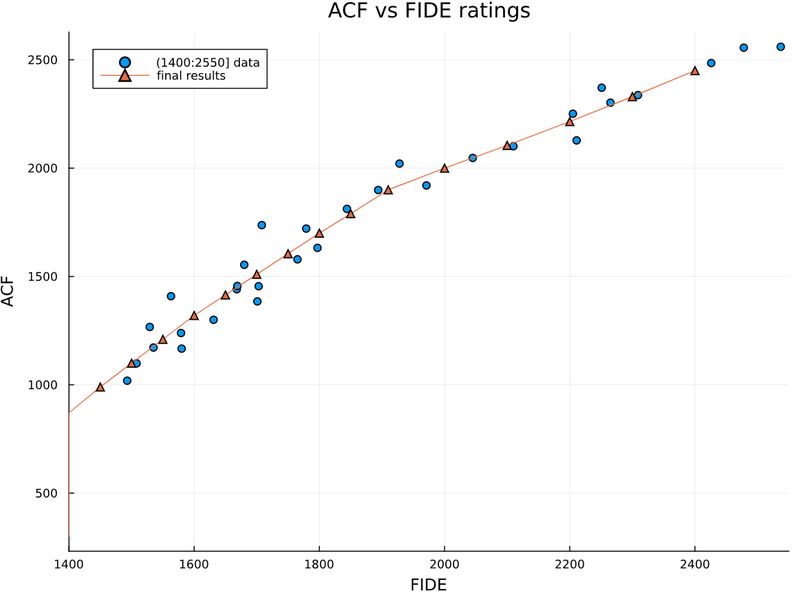 ACF vs FIDE ratings
(1400:2550] data
final results
2500
2000
1500
1000
500
ACF
1400 1600 1800 2000 2200 2400
FIDE